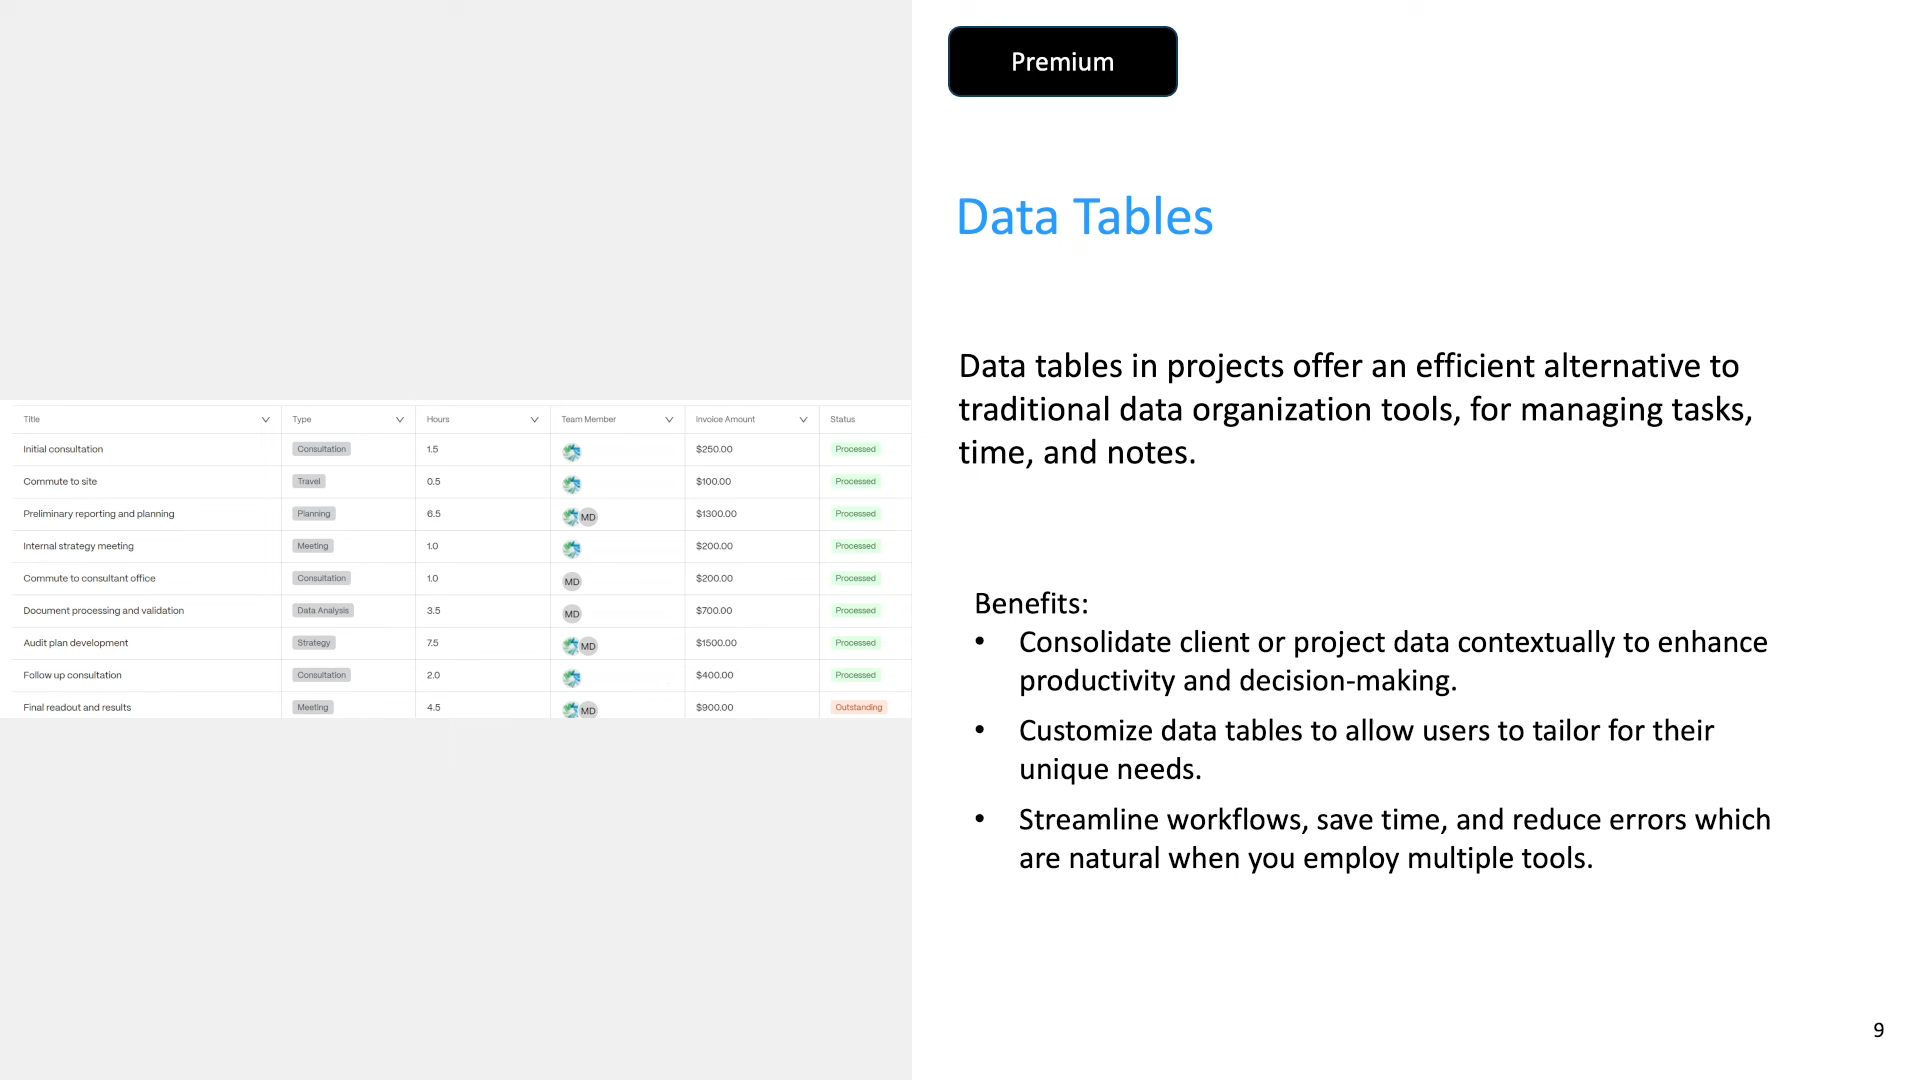 Premium
Data Tables
Data tables in projects offer an efficient alternative to
traditional data organization tools, for managing tasks,
time, and notes.
Benefits:
• Consolidate client or project data contextually to enhance
productivity and decision-making.
• Customize data tables to allow users to tailor for their
unique needs.
• Streamline workflows, save time, and reduce errors which
are natural when you employ multiple tools.
Title Type Hours Team Member Invoice Amount Status
Initial consultation Consultation 1.5 $250.00 Processed
Commute to site Travel 0.5 $100.00 Processed
Preliminary reporting and planning Planning 6.5 MD $1300.00 Processed
Internal strategy meeting Meeting 1.0 $200.00 Processed
Commute to consultant office Consultation 1.0 MD $200.00 Processed
Document processing and validation Data Analysis 3.5 MD $700.00 Processed
Audit plan development Strategy 7.5 MD $1500.00 Processed
Follow up consultation Consultation 2.0 $400.00 Processed
Final readout and results Meeting 4.5 MD $900.00 Outstanding
9